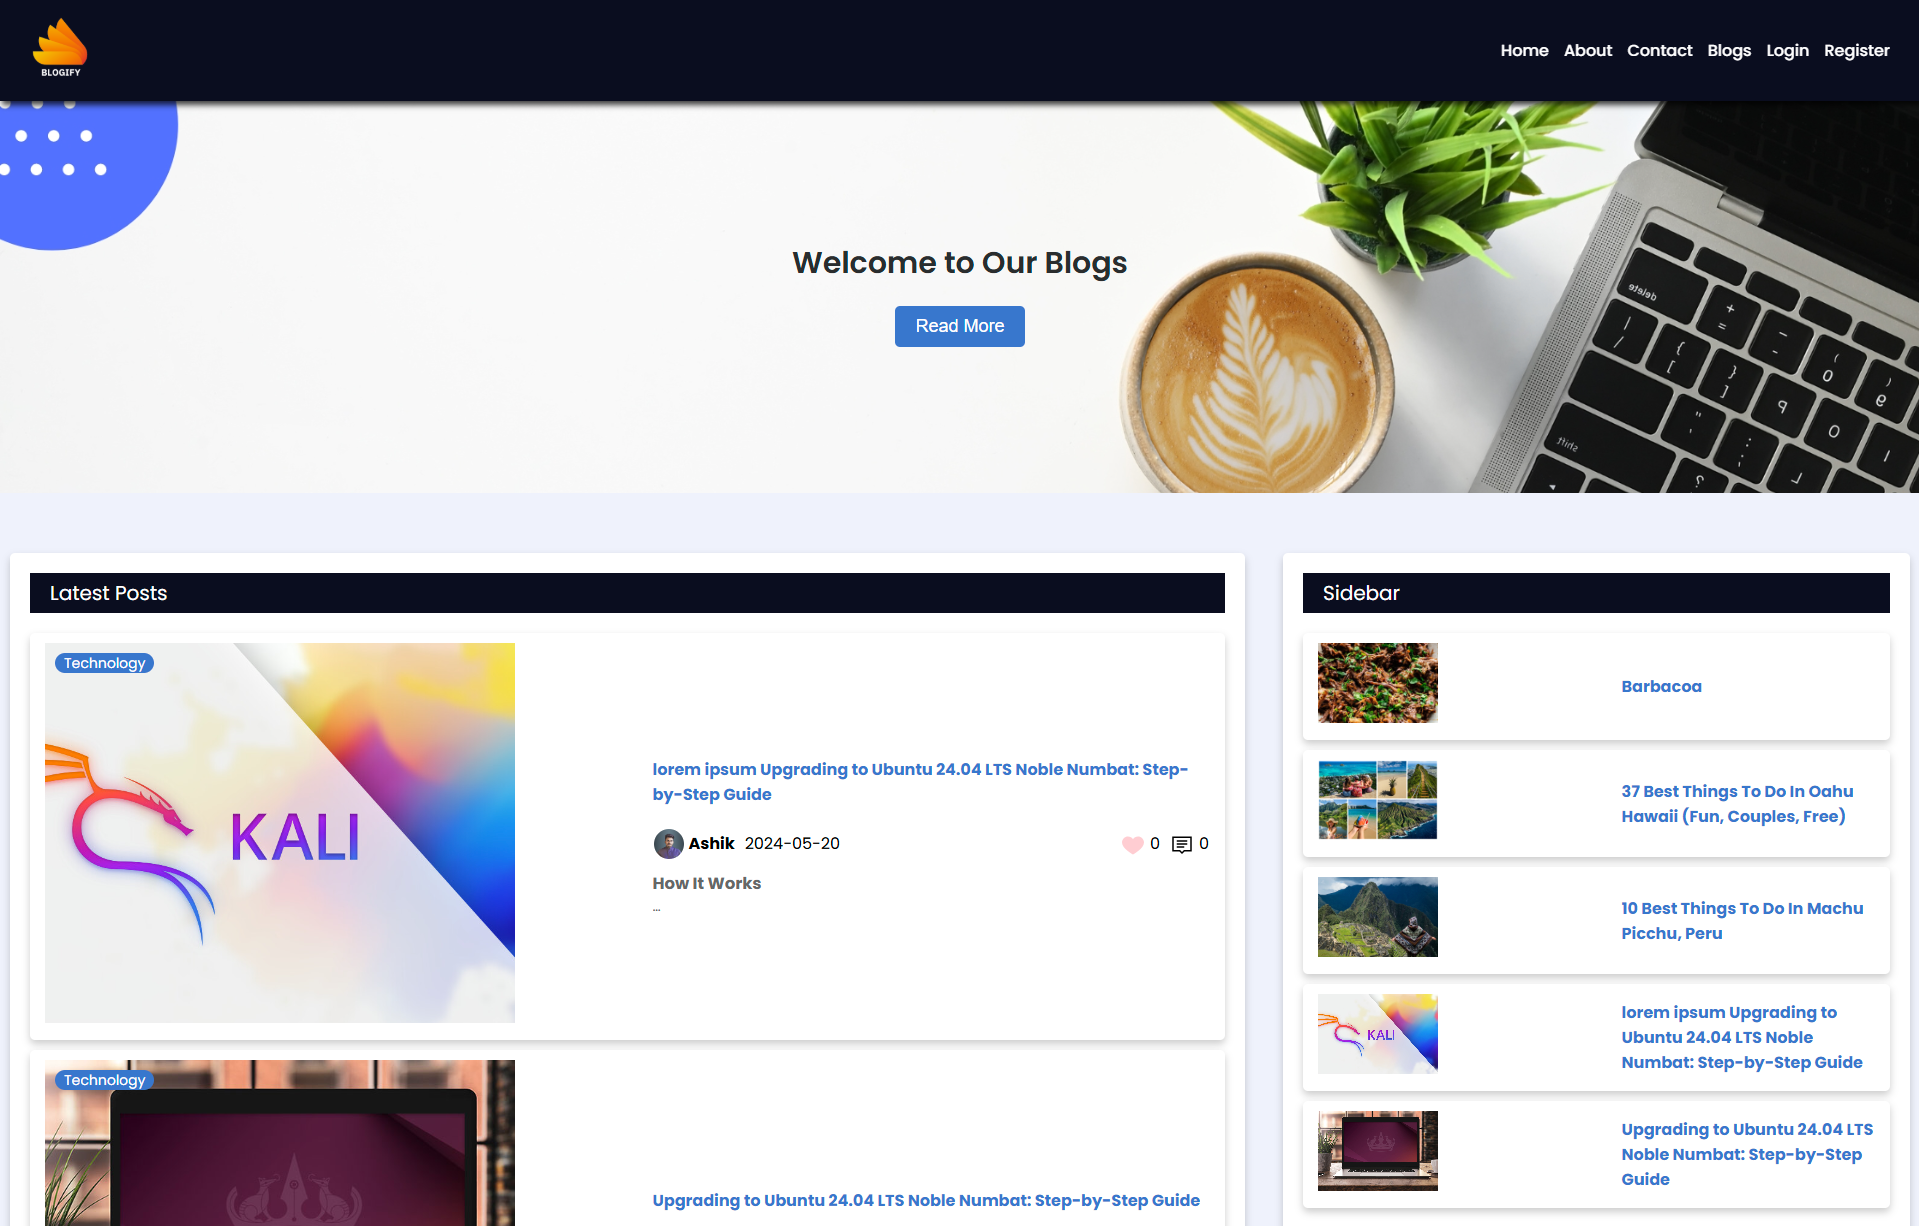 BLOGIFY
Home About Contact Blogs Login Register
Welcome to Our Blogs
Read More
delete
shift
Latest Posts
Technology
KALI
lorem ipsum Upgrading to Ubuntu 24.04 LTS Noble Numbat: Step-
by-Step Guide
Ashik 2024-05-20 0 0
How It Works
...
Technology
Upgrading to Ubuntu 24.04 LTS Noble Numbat: Step-by-Step Guide
Sidebar
Barbacoa
37 Best Things To Do In Oahu
Hawaii (Fun, Couples, Free)
10 Best Things To Do In Machu
Picchu, Peru
KALI
lorem ipsum Upgrading to
Ubuntu 24.04 LTS Noble
Numbat: Step-by-Step Guide
Upgrading to Ubuntu 24.04 LTS
Noble Numbat: Step-by-Step
Guide